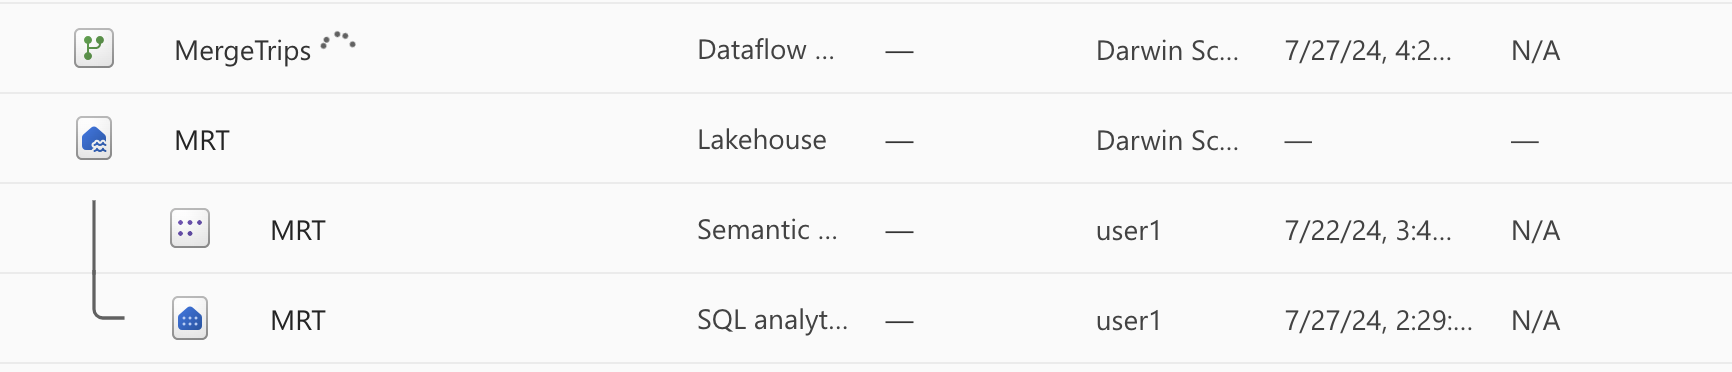 MergeTrips Dataflow ... — Darwin Sc... 7/27/24, 4:2... N/A
MRT Lakehouse — Darwin Sc... — —
MRT Semantic ... — user1 7/22/24, 3:4... N/A
MRT SQL analyt... — user1 7/27/24, 2:29:... N/A